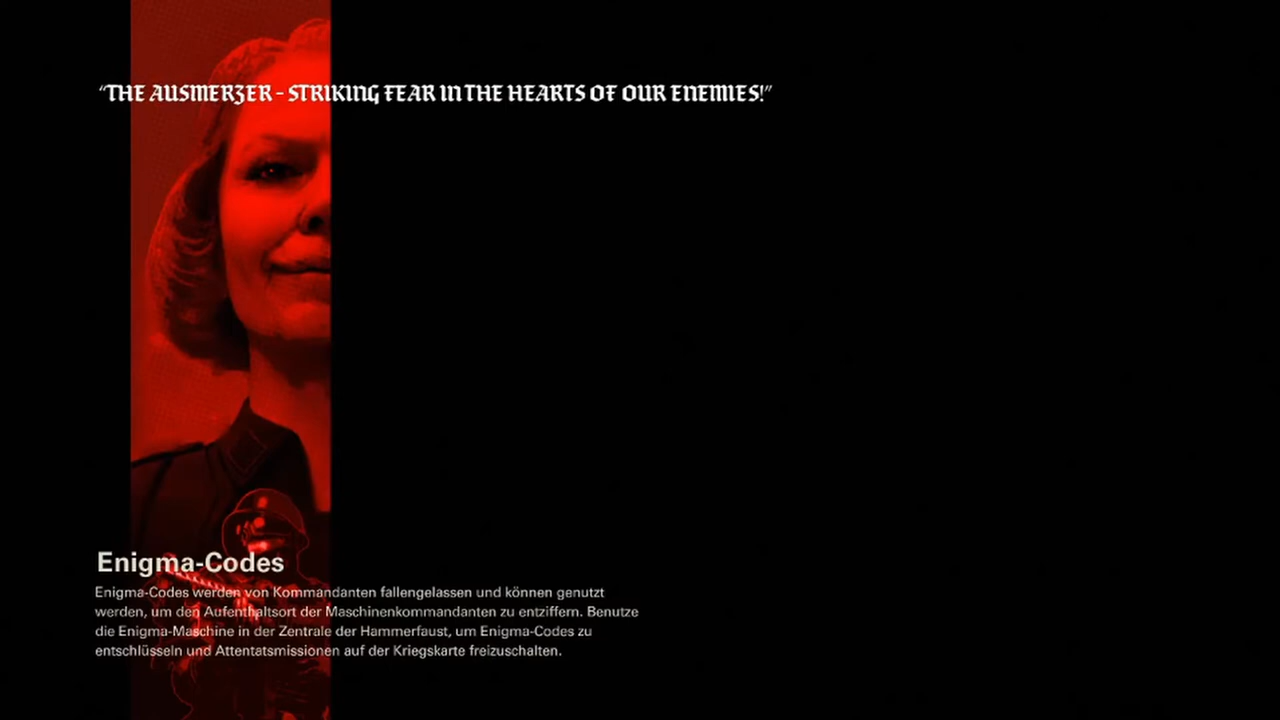 “THE AUSMERZER - STRIKING FEAR IN THE HEARTS OF OUR ENEMIES!”
Enigma-Codes
Enigma-Codes werden von Kommandanten fallengelassen und können genutzt
werden, um den Aufenthaltsort der Maschinenkommandanten zu entziffern. Benutze
die Enigma-Maschine in der Zentrale der Hammerfaust, um Enigma-Codes zu
entschlüsseln und Attentatsmissionen auf der Kriegskarte freizuschalten.